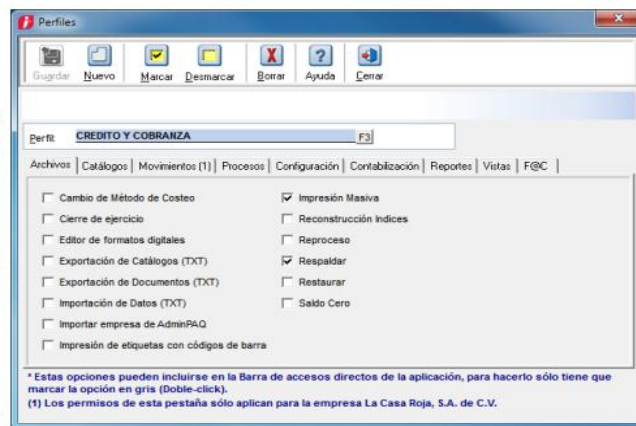 Perfiles
Guardar Nuevo Marcar Desmarcar Borrar Ayuda Cerrar
Perfil: CREDITO Y COBRANZA F3
Archivos Catálogos Movimientos (1) Procesos Configuración Contabilización Reportes Vistas F@C
Cambio de Método de Costeo Impresión Masiva
Cierre de ejercicio Reconstrucción Indices
Editor de formatos digitales Reproceso
Exportación de Catálogos (TXT) Respaldar
Exportación de Documentos (TXT) Restaurar
Importación de Datos (TXT) Saldo Cero
Importar empresa de AdminPAQ
Impresión de etiquetas con códigos de barra
* Estas opciones pueden incluirse en la Barra de accesos directos de la aplicación, para hacerlo sólo tiene que
marcar la opción en gris (Doble-click).
(1) Los permisos de esta pestaña sólo aplican para la empresa La Casa Roja, S.A. de C.V.